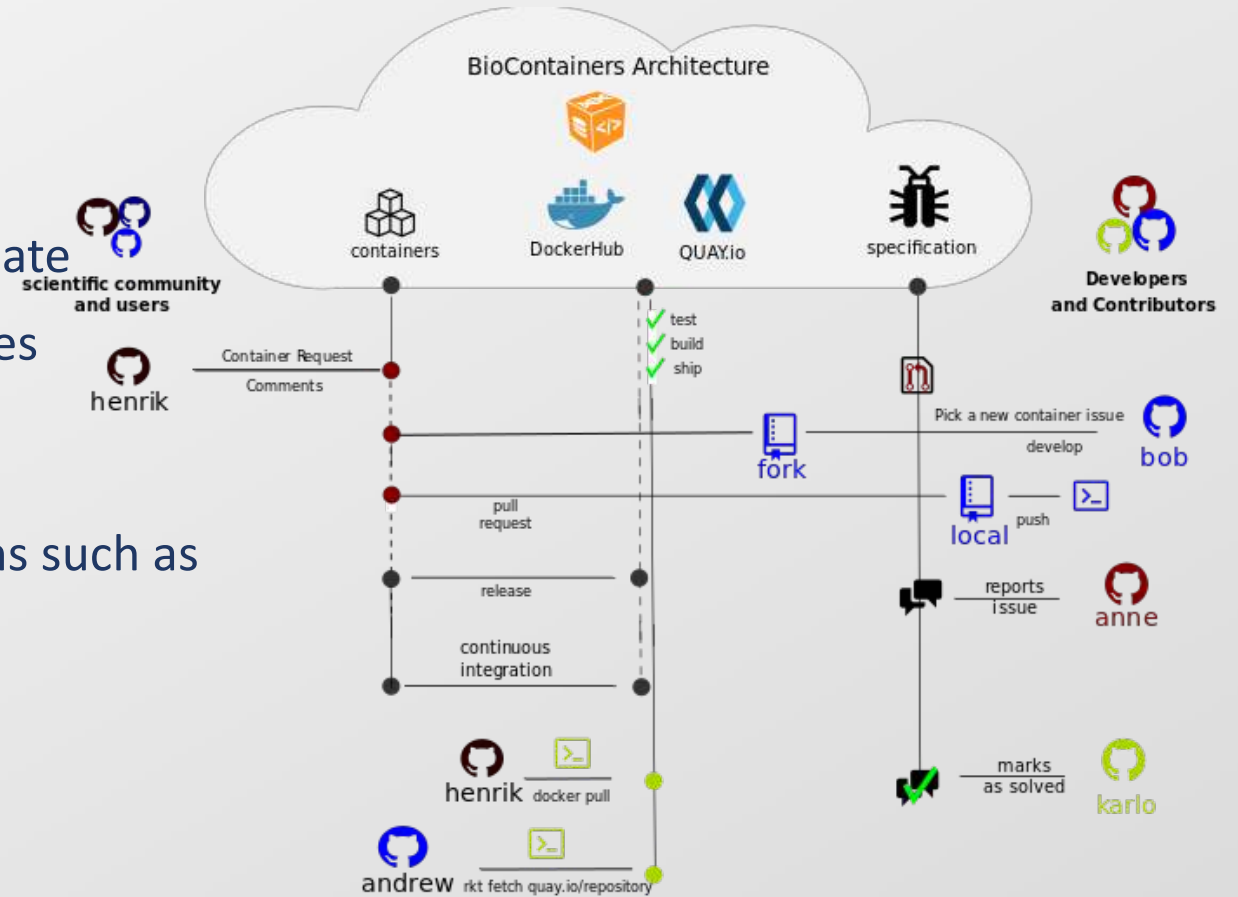 BioContainers Architecture
containers
DockerHub
QUAY.io
specification
ate
scientific community
and users
Developers
and Contributors
test
build
ship
es
henrik
Container Request
Comments
Pick a new container issue
develop
bob
fork
pull
request
local
push
ns such as
release
reports
issue
anne
continuous
integration
henrik
docker pull
marks
as solved
karlo
andrew
rkt fetch quay.io/repository